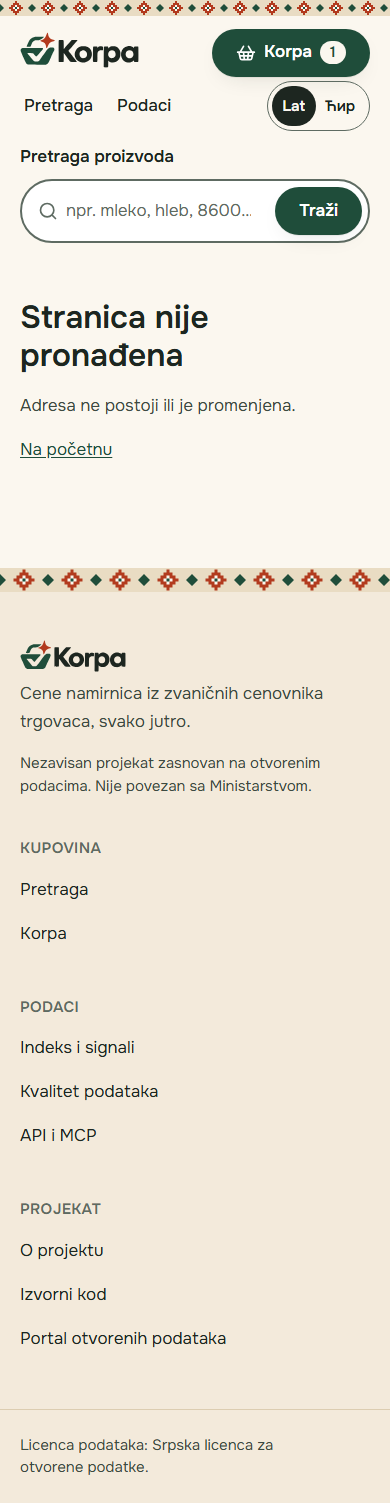 Korpa
Korpa 1
Pretraga Podaci
Lat Ћир
Pretraga proizvoda
npr. mleko, hleb, 8600...
Traži
Stranica nije
pronađena
Adresa ne postoji ili je promenjena.
Na početnu
Korpa
Cene namirnica iz zvaničnih cenovnika
trgovaca, svako jutro.
Nezavisan projekat zasnovan na otvorenim
podacima. Nije povezan sa Ministarstvom.
KUPOVINA
Pretraga
Korpa
PODACI
Indeks i signali
Kvalitet podataka
API i MCP
PROJEKAT
O projektu
Izvorni kod
Portal otvorenih podataka
Licenca podataka: Srpska licenca za
otvorene podatke.